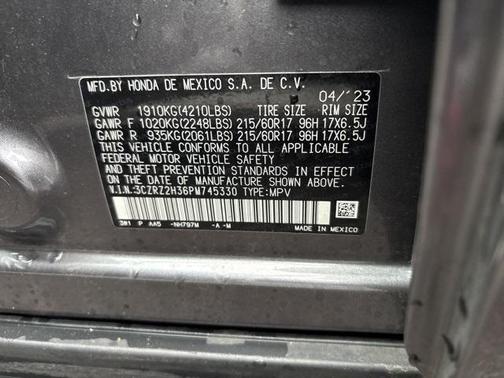 MFD.BY HONDA DE MEXICO S.A. DE C.V.
04/'23
GVWR 1910KG(4210LBS) TIRE SIZE RIM SIZE
GAWR F 1020KG(2248LBS) 215/60R17 96H 17X6.5J
GAWR R 935KG(2061LBS) 215/60R17 96H 17X6.5J
THIS VEHICLE CONFORMS TO ALL APPLICABLE
FEDERAL MOTOR VEHICLE SAFETY
AND THEFT PREVENTION STANDARDS IN EFFECT ON
THE DATE OF MANUFACTURE SHOWN ABOVE.
V.I.N.:3CZRZ2H36PM745330 TYPE:MPV
301 P AA5 -NH797M -A -M
MADE IN MEXICO